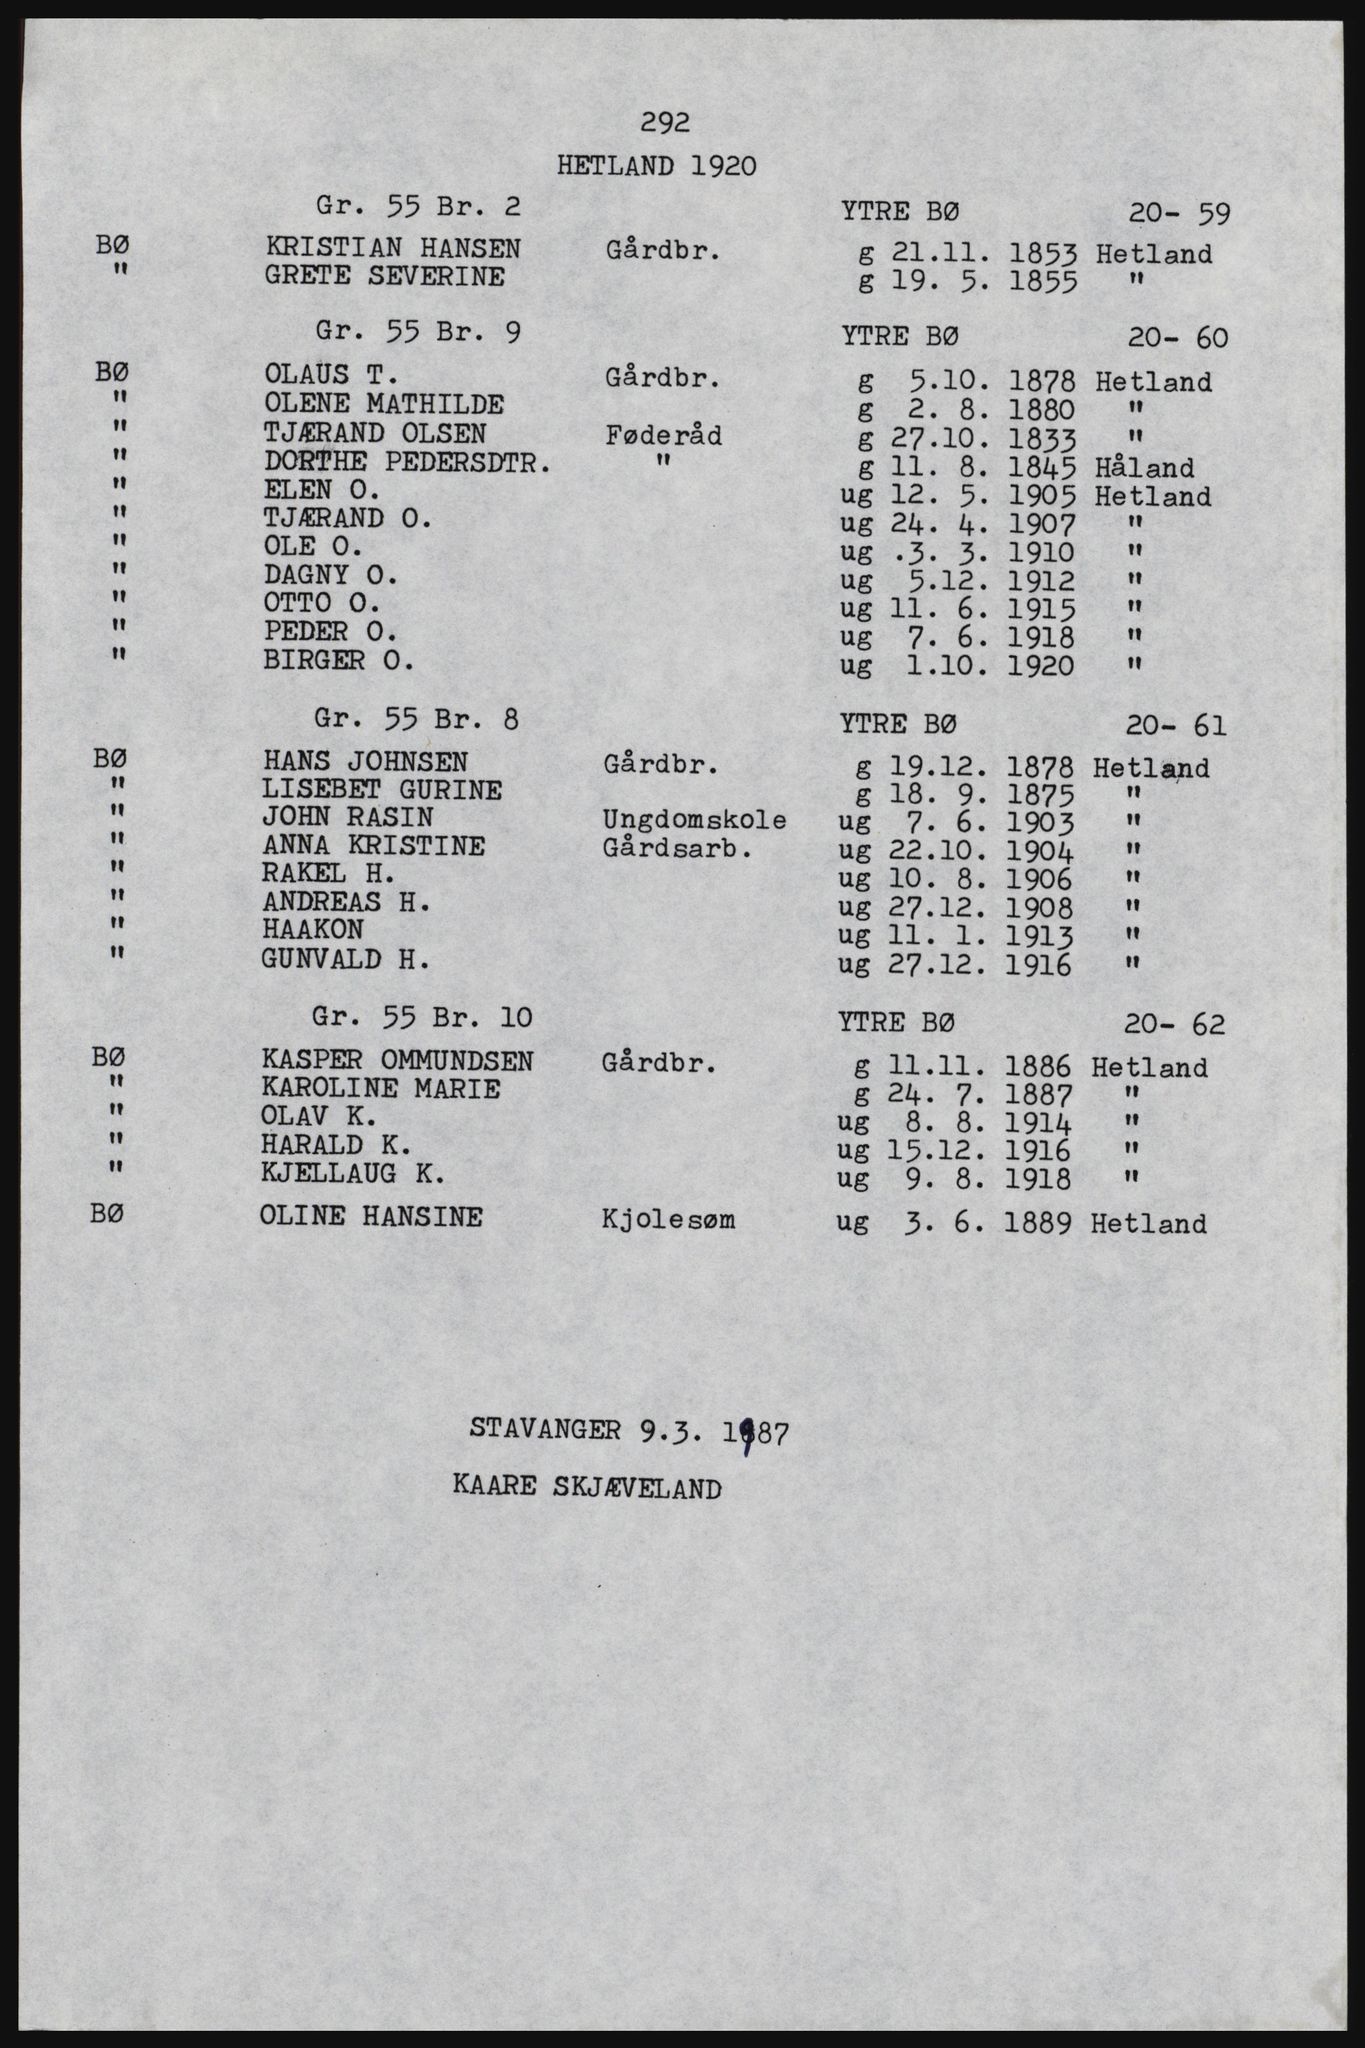 292
HETLAND 1920
Gr. 55 Br. 2 YTRE BØ 20- 59
BØ KRISTIAN HANSEN Gårdbr. g 21.11. 1853 Hetland
" GRETE SEVERINE g 19. 5. 1855 "
Gr. 55 Br. 9 YTRE BØ 20- 60
BØ OLAUS T. Gårdbr. g 5.10. 1878 Hetland
" OLENE MATHILDE g 2. 8. 1880 "
" TJÆRAND OLSEN Føderåd g 27.10. 1833 "
" DORTHE PEDERSDTR. " g 11. 8. 1845 Håland
" ELEN O. ug 12. 5. 1905 Hetland
" TJÆRAND O. ug 24. 4. 1907 "
" OLE O. ug .3. 3. 1910 "
" DAGNY O. ug 5.12. 1912 "
" OTTO O. ug 11. 6. 1915 "
" PEDER O. ug 7. 6. 1918 "
" BIRGER O. ug 1.10. 1920 "
Gr. 55 Br. 8 YTRE BØ 20- 61
BØ HANS JOHNSEN Gårdbr. g 19.12. 1878 Hetland
" LISEBET GURINE g 18. 9. 1875 "
" JOHN RASIN Ungdomskole ug 7. 6. 1903 "
" ANNA KRISTINE Gårdsarb. ug 22.10. 1904 "
" RAKEL H. ug 10. 8. 1906 "
" ANDREAS H. ug 27.12. 1908 "
" HAAKON ug 11. 1. 1913 "
" GUNVALD H. ug 27.12. 1916 "
Gr. 55 Br. 10 YTRE BØ 20- 62
BØ KASPER OMMUNDSEN Gårdbr. g 11.11. 1886 Hetland
" KAROLINE MARIE g 24. 7. 1887 "
" OLAV K. ug 8. 8. 1914 "
" HARALD K. ug 15.12. 1916 "
" KJELLAUG K. ug 9. 8. 1918 "
BØ OLINE HANSINE Kjolesøm ug 3. 6. 1889 Hetland
STAVANGER 9.3. 1987
KAARE SKJÆVELAND